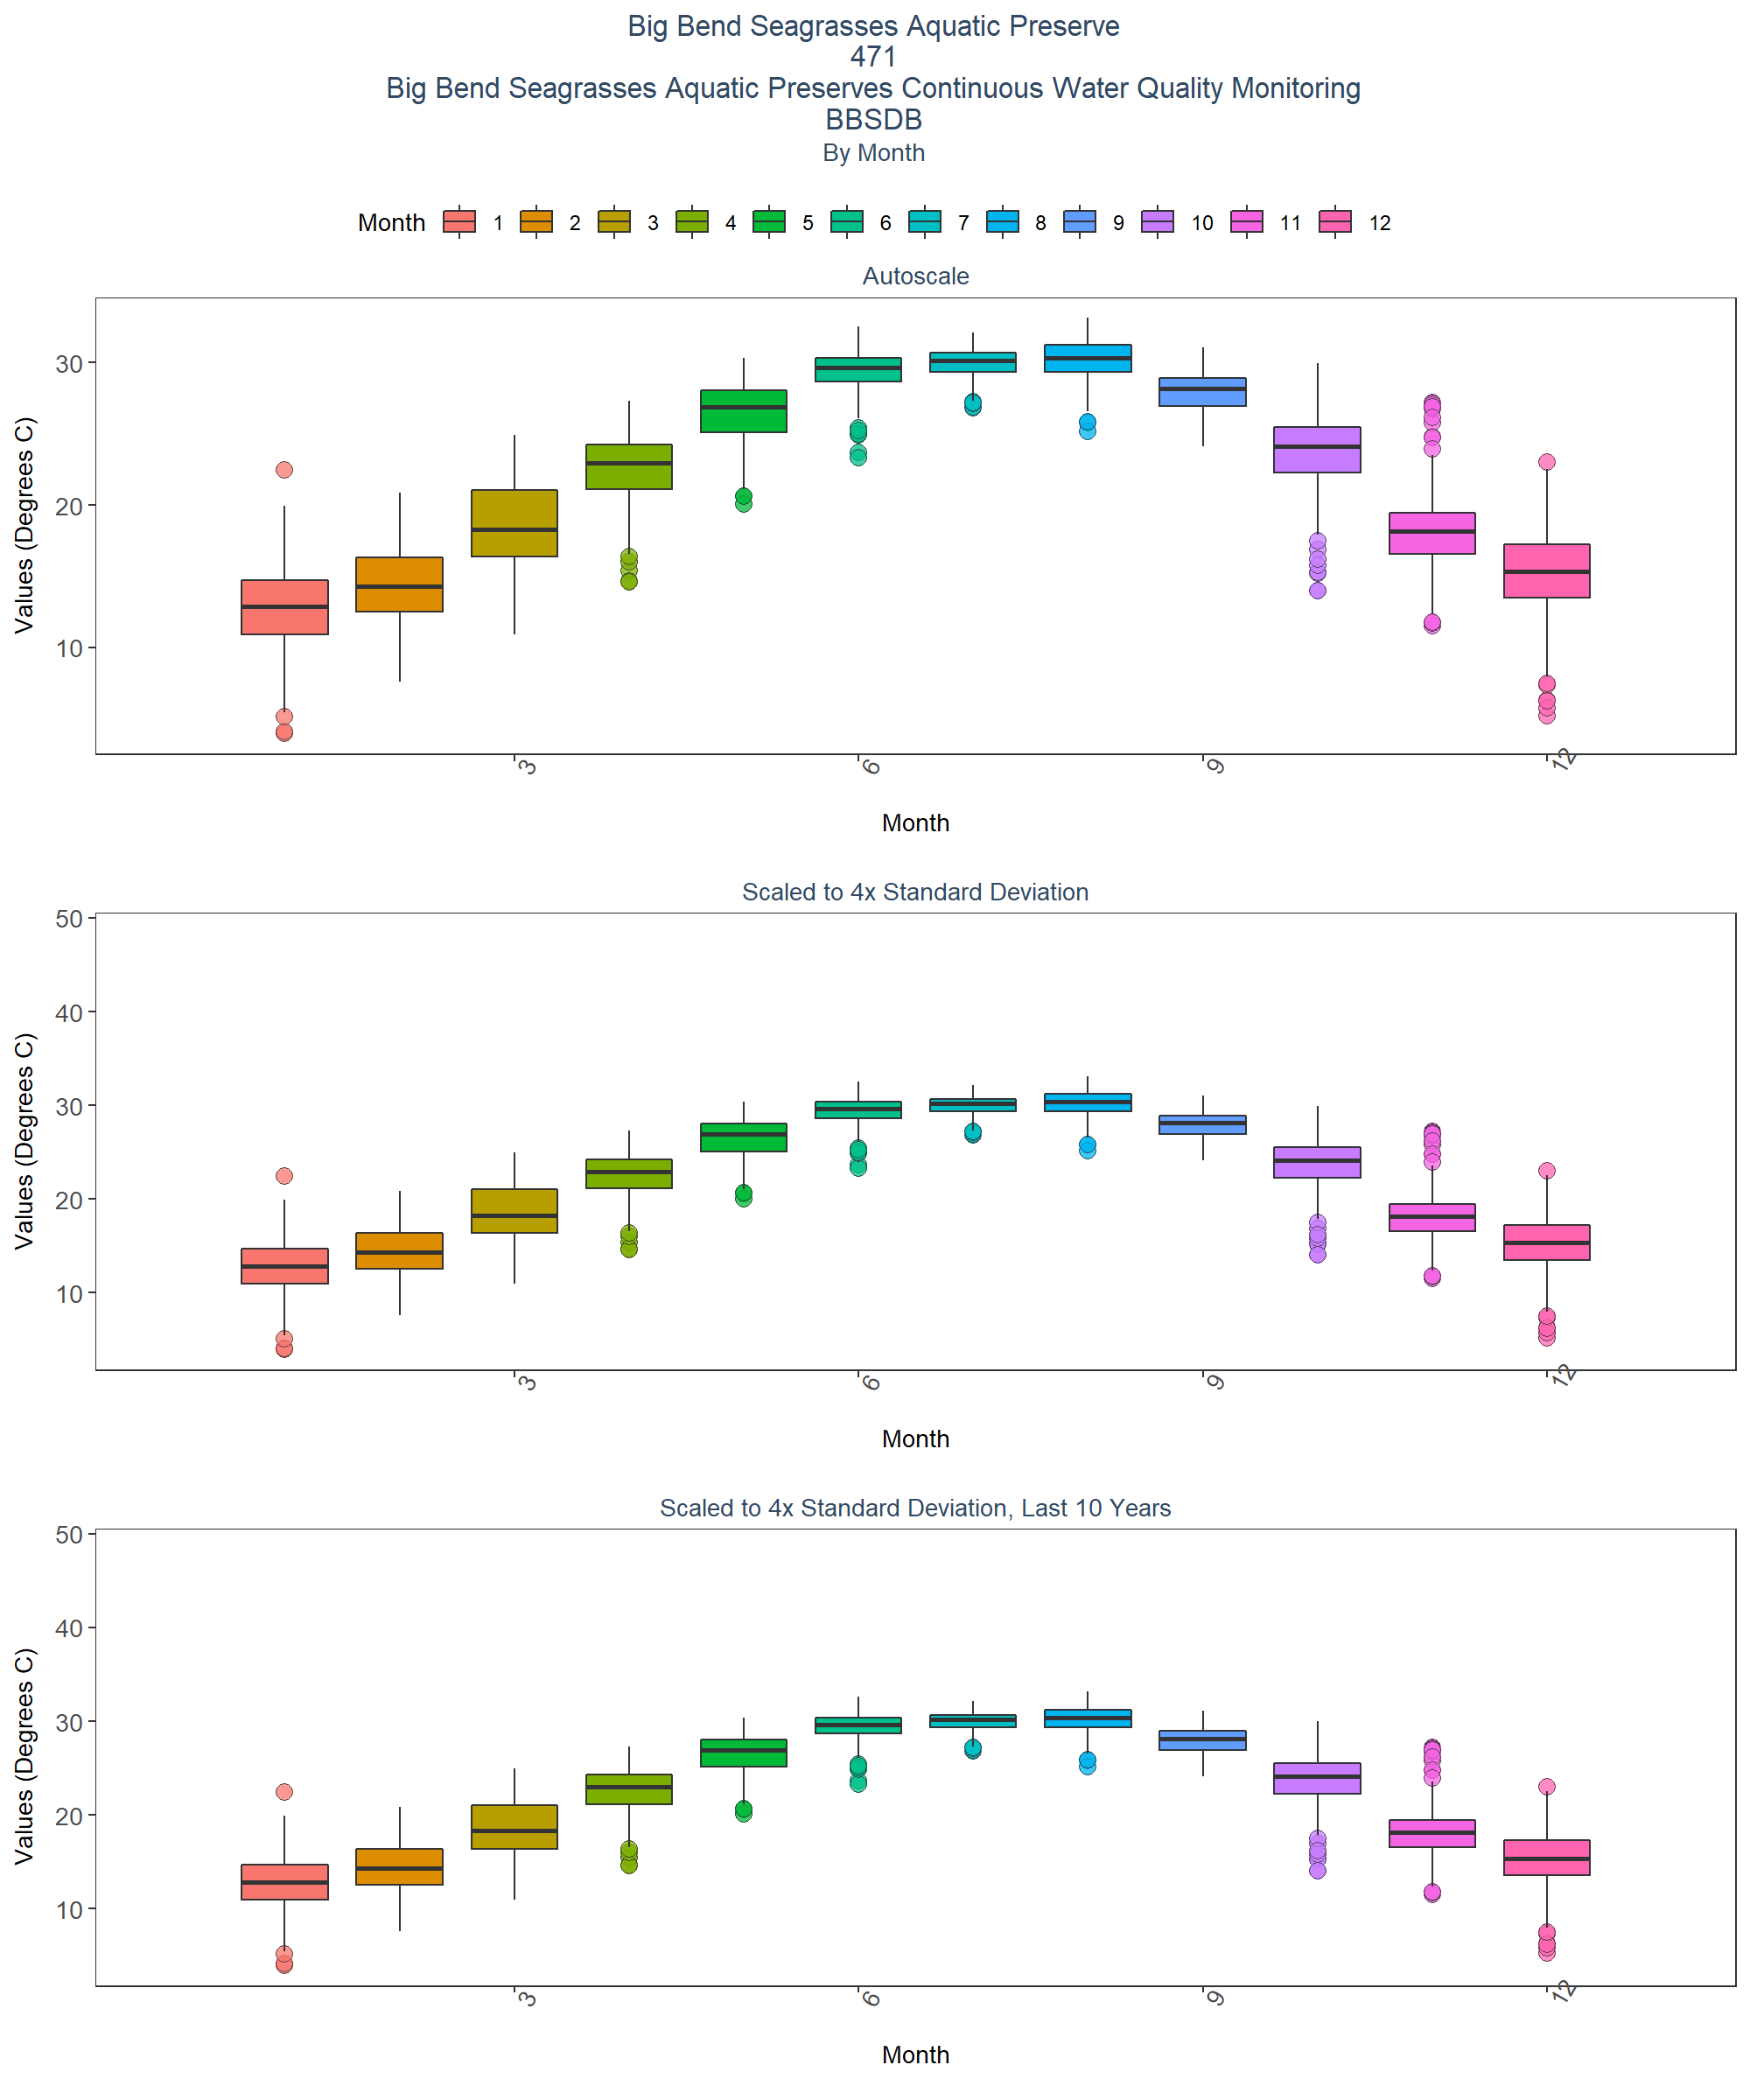 Big Bend Seagrasses Aquatic Preserve
471
Big Bend Seagrasses Aquatic Preserves Continuous Water Quality Monitoring
BBSDB
By Month
Month 1 2 3 4 5 6 7 8 9 10 11 12
Autoscale
Values (Degrees C)
30
20
10
3 6 9 12
Month
Scaled to 4x Standard Deviation
Values (Degrees C)
50
40
30
20
10
3 6 9 12
Month
Scaled to 4x Standard Deviation, Last 10 Years
Values (Degrees C)
50
40
30
20
10
3 6 9 12
Month